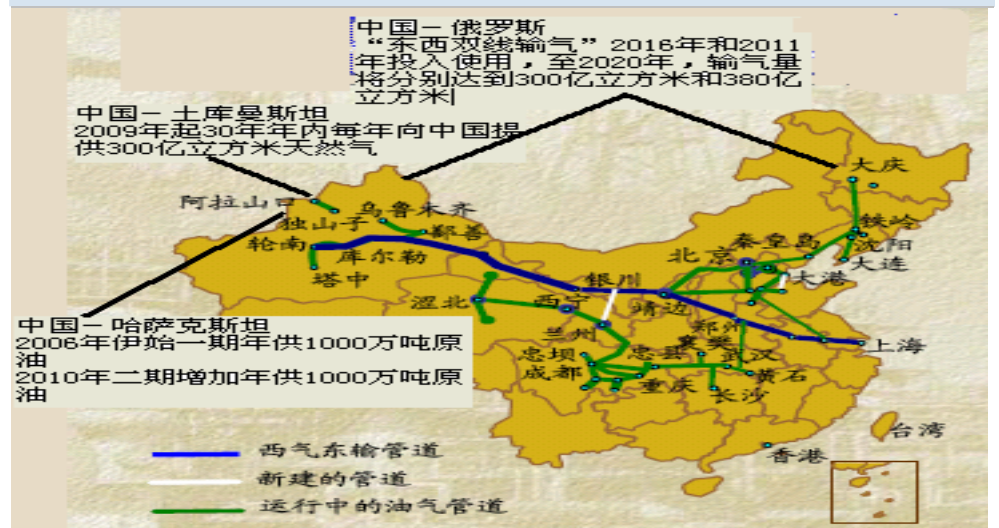 中国－俄罗斯
“东西双线输气”2016年和2011
年投入使用，至2020年，输气量
将分别达到300亿立方米和380亿
立方米
中国－土库曼斯坦
2009年起30年年内每年向中国提
供300亿立方米天然气
大庆
阿拉山口
乌鲁木齐
独山子
鄯善
铁岭
秦皇岛
沈阳
轮南
库尔勒
北京
大连
塔中
银川
大港
涩北
西宁
靖边
中国－哈萨克斯坦
2006年伊始一期年供1000万吨原
油
2010年二期增加年供1000万吨原
油
兰州
郑州
襄樊
上海
忠坝
忠县
武汉
成都
重庆
黄石
长沙
台湾
香港
西气东输管道
新建的管道
运行中的油气管道